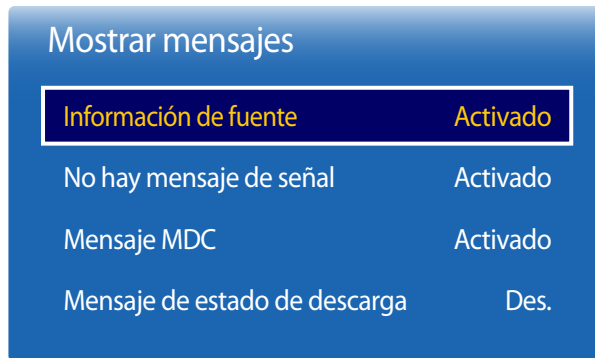 Mostrar mensajes
Información de fuente Activado
No hay mensaje de señal Activado
Mensaje MDC Activado
Mensaje de estado de descarga Des.